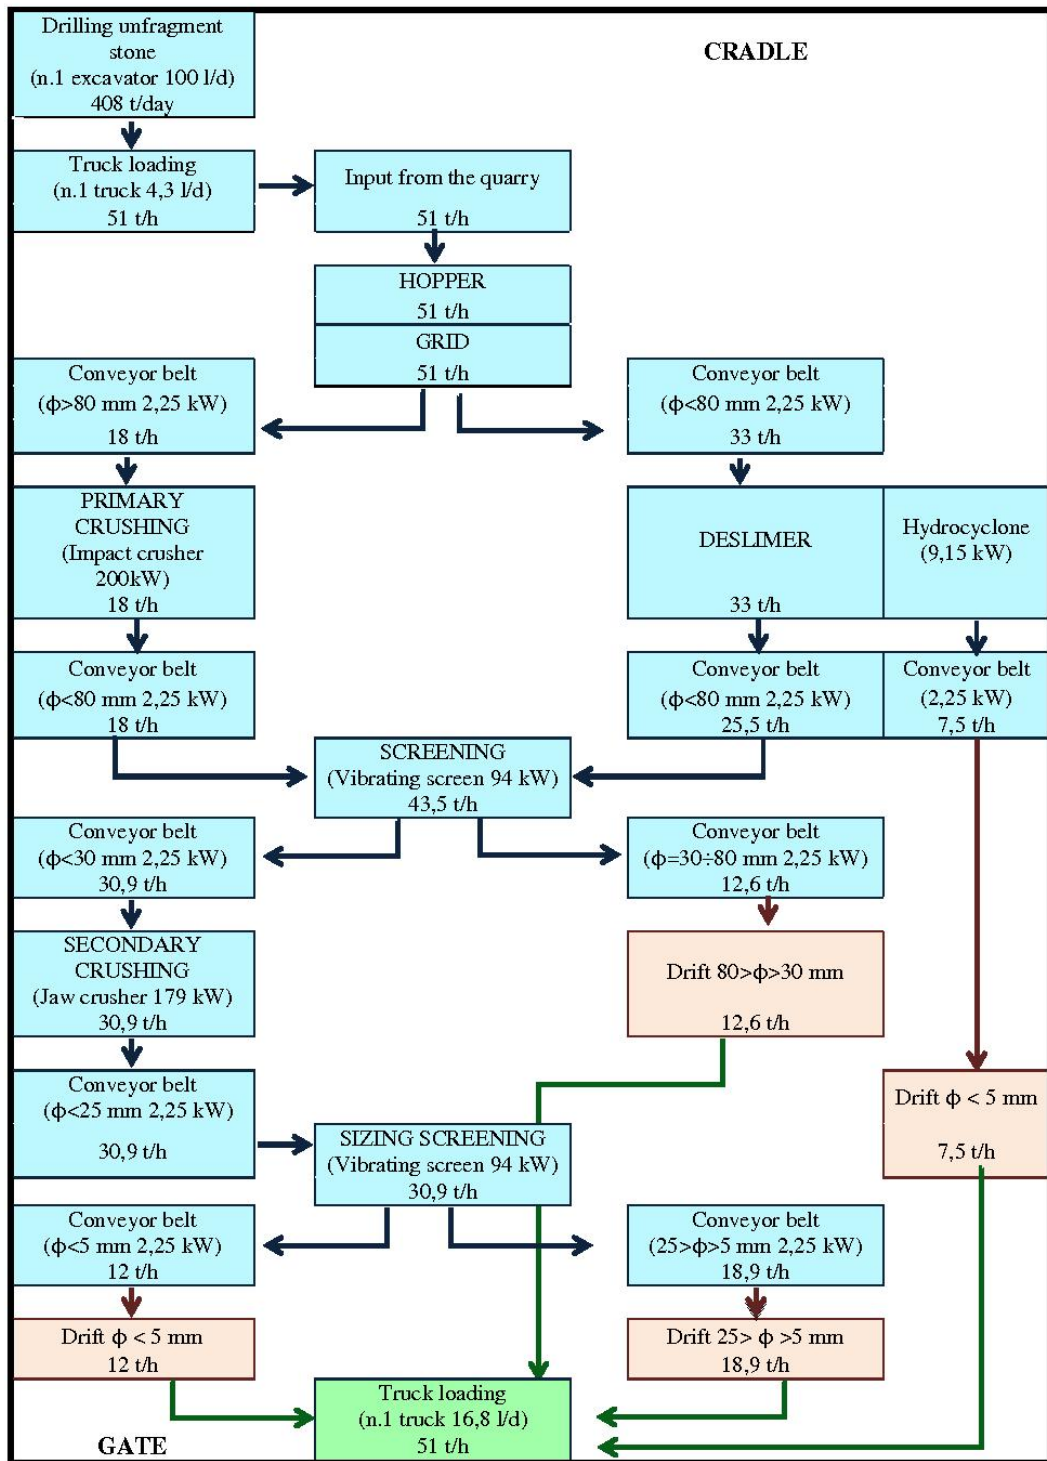 Drilling unfragment
stone
(n.1 excavator 100 l/d)
408 t/day
CRADLE
Truck loading
(n.1 truck 4,3 l/d)
51 t/h
Input from the quarry
51 t/h
HOPPER
51 t/h
GRID
51 t/h
Conveyor belt
(ϕ>80 mm 2,25 kW)
18 t/h
Conveyor belt
(ϕ<80 mm 2,25 kW)
33 t/h
PRIMARY
CRUSHING
(Impact crusher
200kW)
18 t/h
DESLIMER
33 t/h
Hydrocyclone
(9,15 kW)
Conveyor belt
(ϕ<80 mm 2,25 kW)
18 t/h
Conveyor belt
(ϕ<80 mm 2,25 kW)
25,5 t/h
Conveyor belt
(2,25 kW)
7,5 t/h
SCREENING
(Vibrating screen 94 kW)
43,5 t/h
Conveyor belt
(ϕ<30 mm 2,25 kW)
30,9 t/h
Conveyor belt
(ϕ=30÷80 mm 2,25 kW)
12,6 t/h
SECONDARY
CRUSHING
(Jaw crusher 179 kW)
30,9 t/h
Drift 80>ϕ>30 mm
12,6 t/h
Conveyor belt
(ϕ<25 mm 2,25 kW)
30,9 t/h
Drift ϕ < 5 mm
7,5 t/h
SIZING SCREENING
(Vibrating screen 94 kW)
30,9 t/h
Conveyor belt
(ϕ<5 mm 2,25 kW)
12 t/h
Conveyor belt
(25>ϕ>5 mm 2,25 kW)
18,9 t/h
Drift ϕ < 5 mm
12 t/h
Drift 25> ϕ >5 mm
18,9 t/h
Truck loading
(n.1 truck 16,8 l/d)
51 t/h
GATE